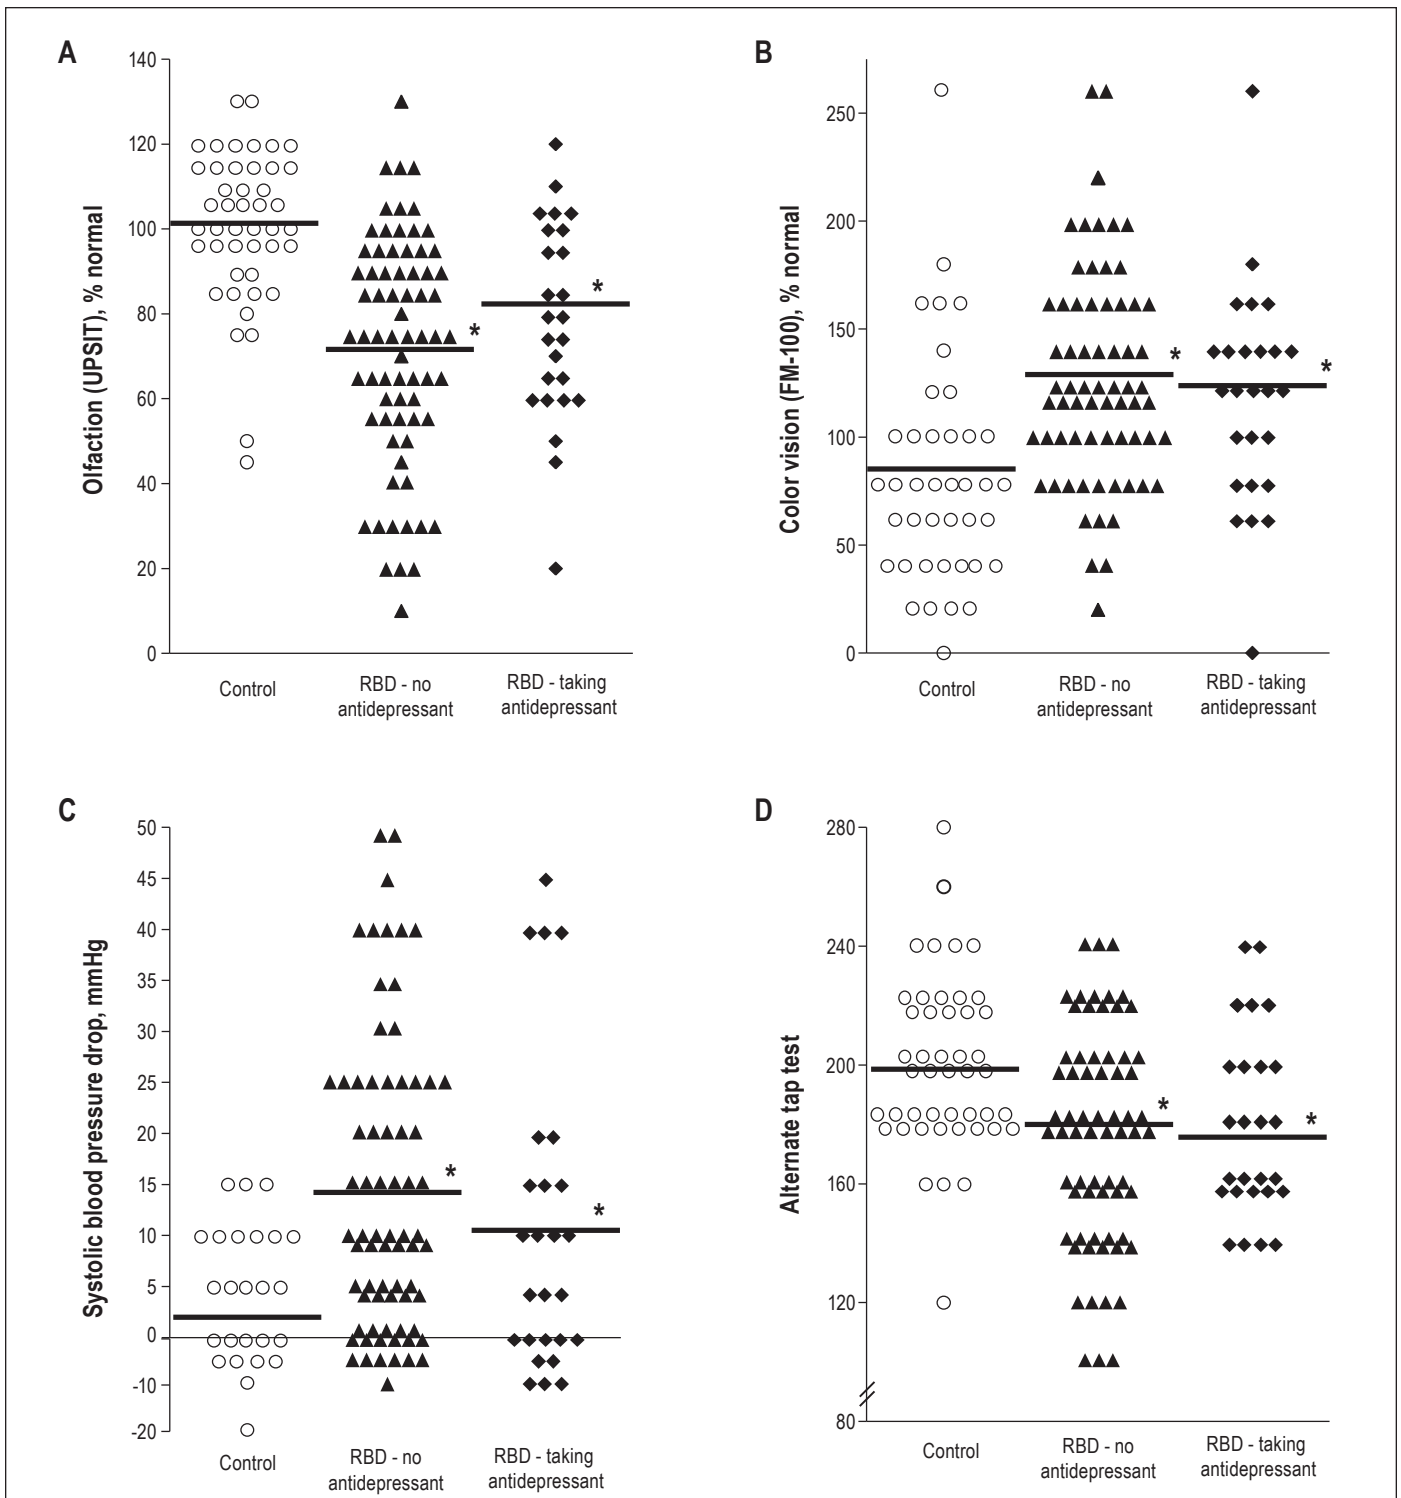 A
Olfaction (UPSIT), % normal
140
120
100
80
60
40
20
0
*
*
Control
RBD - no
antidepressant
RBD - taking
antidepressant
B
Color vision (FM-100), % normal
250
200
150
100
50
0
*
*
Control
RBD - no
antidepressant
RBD - taking
antidepressant
C
Systolic blood pressure drop, mmHg
50
45
40
35
30
25
20
15
10
5
0
-10
-20
*
*
Control
RBD - no
antidepressant
RBD - taking
antidepressant
D
Alternate tap test
280
240
200
160
120
80
*
*
Control
RBD - no
antidepressant
RBD - taking
antidepressant